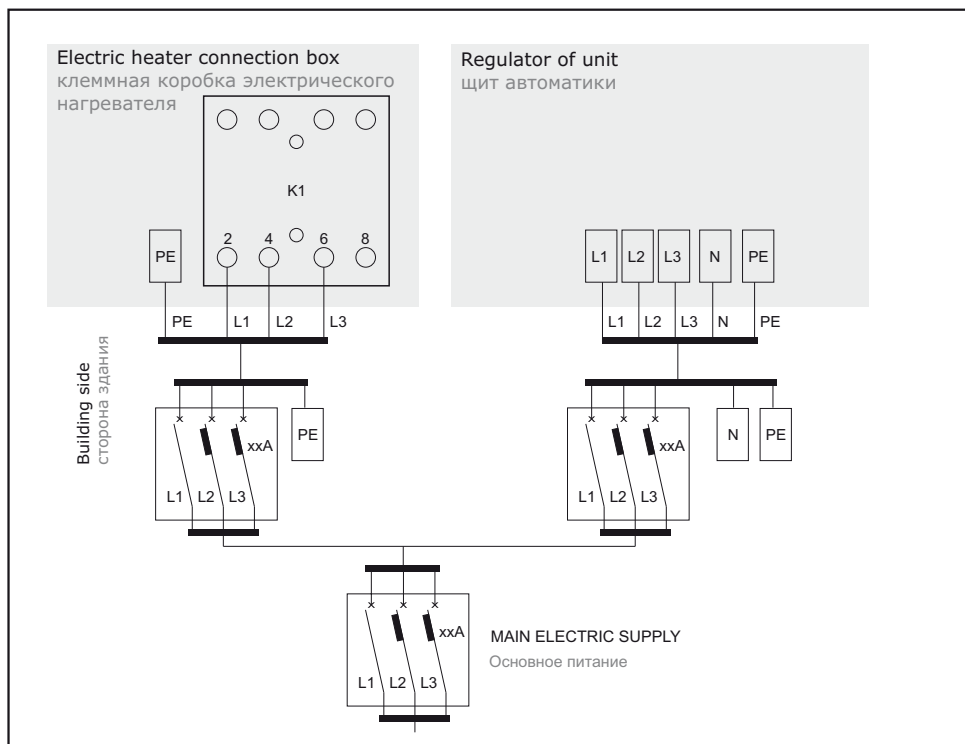 Electric heater connection box
клеммная коробка электрического
нагревателя
K1
2 4 6 8
PE
PE L1 L2 L3
Regulator of unit
щит автоматики
L1 L2 L3 N PE
L1 L2 L3 N PE
Building side
сторона здания
xxA
PE
L1 L2 L3
xxA
N PE
L1 L2 L3
xxA
L1 L2 L3
MAIN ELECTRIC SUPPLY
Основное питание